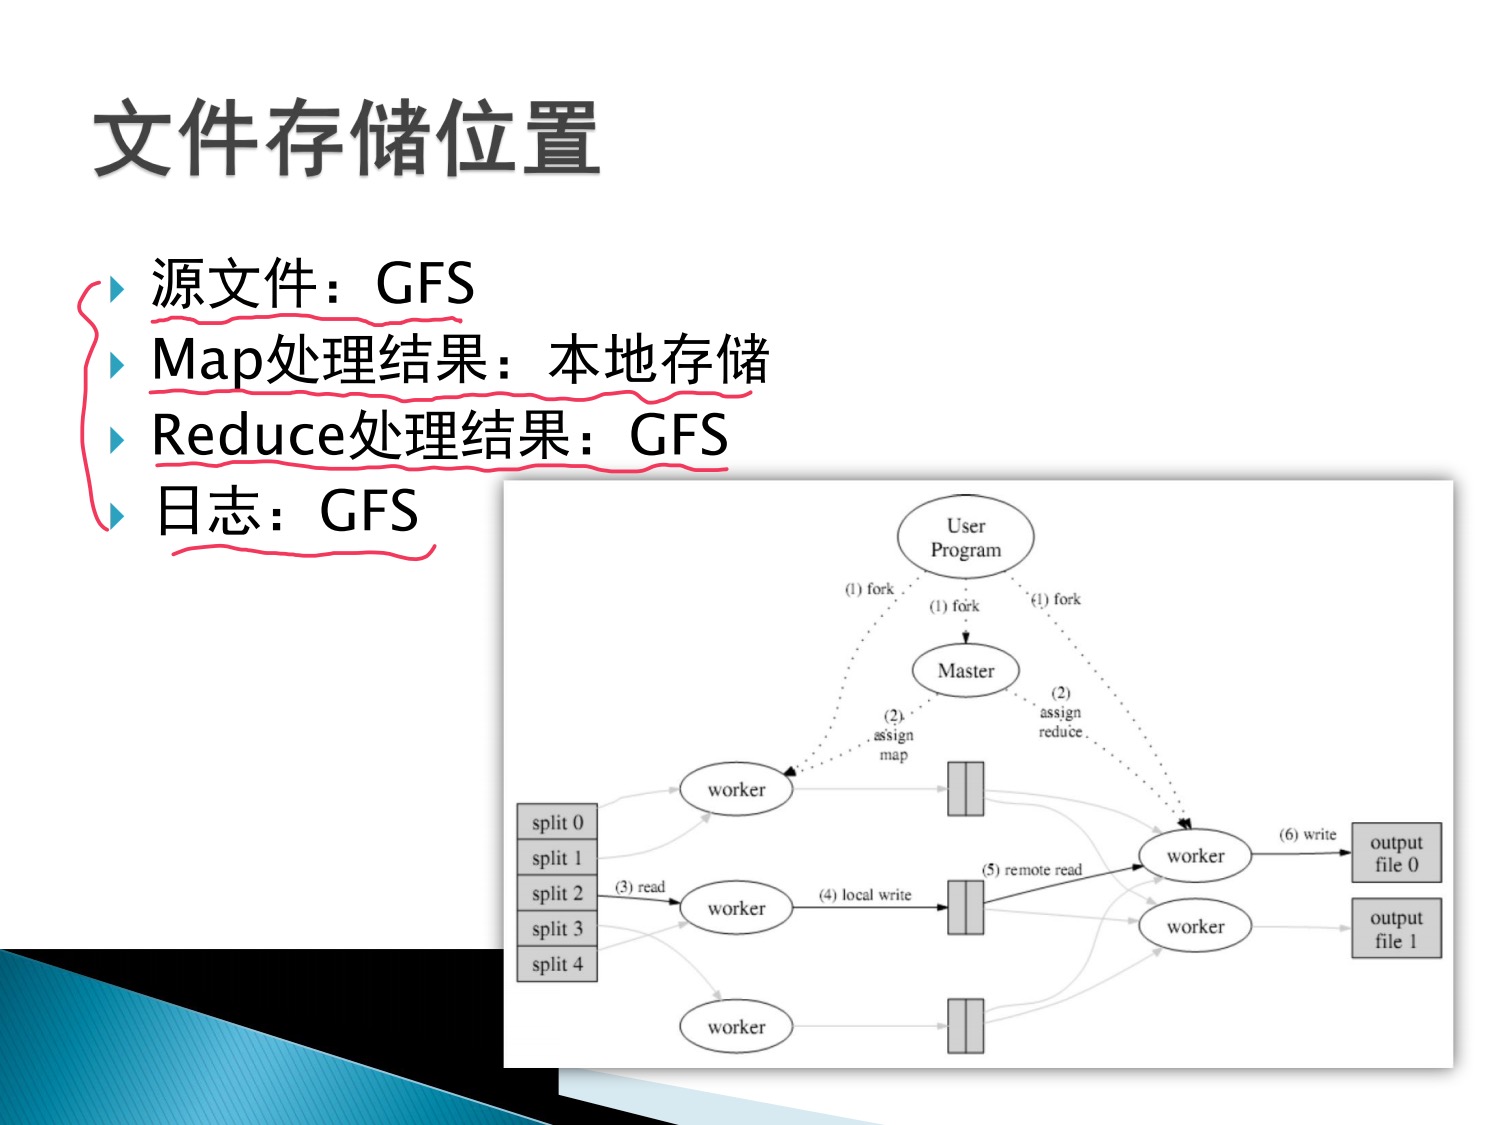 文件存储位置
源文件：GFS
Map处理结果：本地存储
Reduce处理结果：GFS
日志：GFS
User
Program
(1) fork
(1) fork
(1) fork
Master
(2)
assign
map
(2)
assign
reduce
worker
split 0
split 1
split 2
split 3
split 4
(3) read
worker
(4) local write
(5) remote read
worker
worker
worker
(6) write
output
file 0
output
file 1